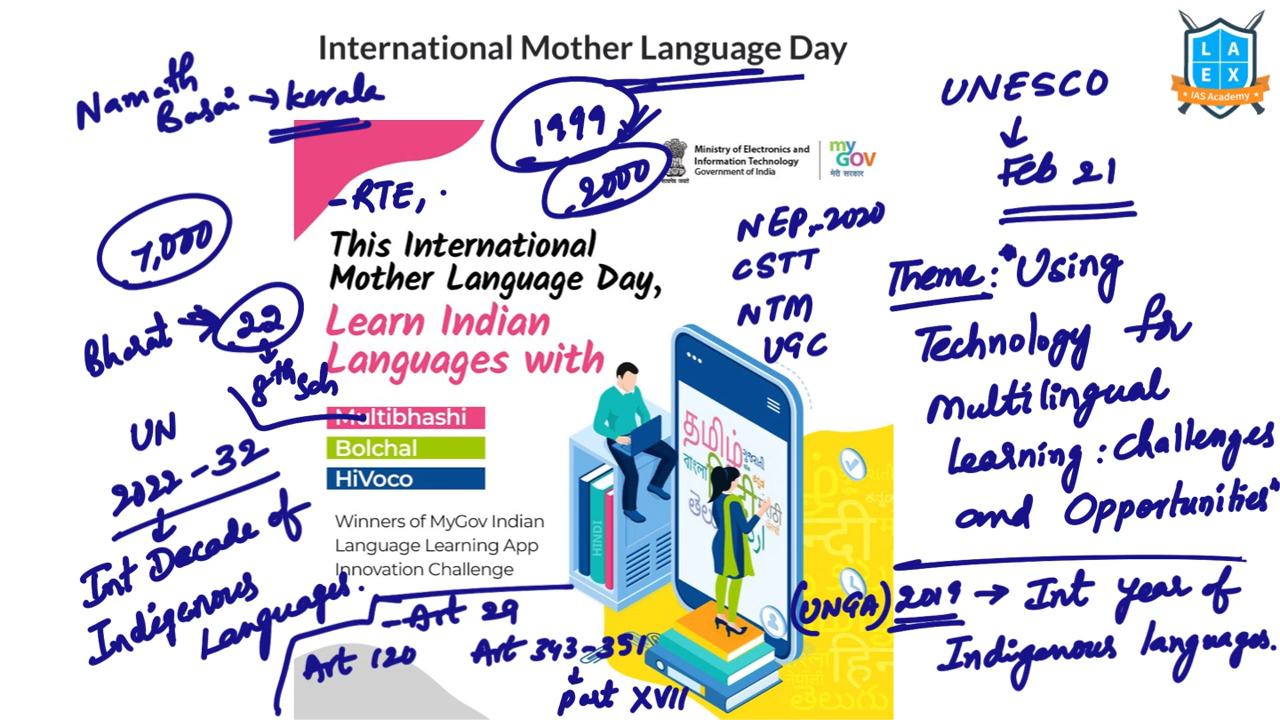 International Mother Language Day
LA
EX
IAS Academy
Namath
Basai → Kerala
1999
2000
UNESCO
Feb 21
Ministry of Electronics and
Information Technology
Government of India
my
GOV
मेरी सरकार
- RTE,
7,000
Bharat → 22
8th Sch
This International
Mother Language Day,
Learn Indian
Languages with
Multibhashi
Bolchal
HiVoco
Winners of MyGov Indian
Language Learning App
Innovation Challenge
NEP, -2020
CSTT
NTM
UGC
Theme: "Using
Technology for
Multilingual
Learning: Challenges
and Opportunities"
UN
2022-32
Int Decade of
Indigenous
Languages.
HINDI
தமிழ்
বাংলা
తెలుగు
- Art 29
Art 120
Art 343-351
Part XVII
(UNGA) 2019 → Int year of
Indigenous languages.
हिन्दी
తెలుగు